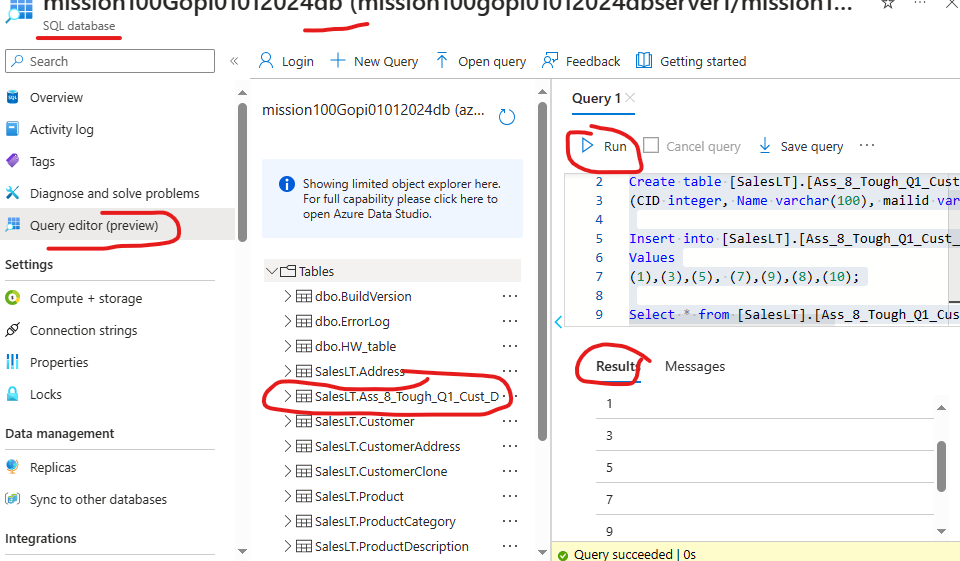 mission100Gopi01012024db (mission100gopi01012024dbserver1/mission1...
SQL database
Search
«
Login
New Query
Open query
Feedback
Getting started
Overview
Activity log
Tags
Diagnose and solve problems
Query editor (preview)
Settings
Compute + storage
Connection strings
Properties
Locks
Data management
Replicas
Sync to other databases
Integrations
mission100Gopi01012024db (az...
Showing limited object explorer here.
For full capability please click here to
open Azure Data Studio.
Tables
dbo.BuildVersion ...
dbo.ErrorLog ...
dbo.HW_table ...
SalesLT.Address ...
SalesLT.Ass_8_Tough_Q1_Cust_D ...
SalesLT.Customer ...
SalesLT.CustomerAddress ...
SalesLT.CustomerClone ...
SalesLT.Product ...
SalesLT.ProductCategory ...
SalesLT.ProductDescription ...
Query 1
Run
Cancel query
Save query
...
2 Create table [SalesLT].[Ass_8_Tough_Q1_Cust
3 (CID integer, Name varchar(100), mailid var
4
5 Insert into [SalesLT].[Ass_8_Tough_Q1_Cust_
6 Values
7 (1),(3),(5), (7),(9),(8),(10);
8
9 Select * from [SalesLT].[Ass_8_Tough_Q1_Cus
Results
Messages
1
3
5
7
9
Query succeeded | 0s